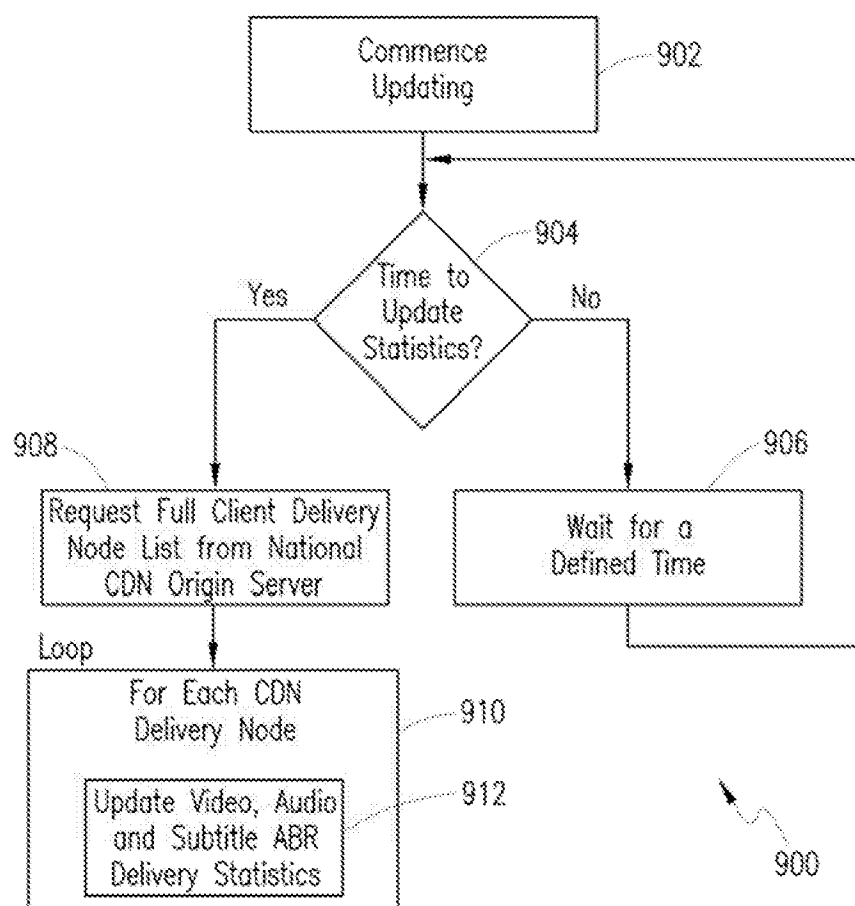 Commence
Updating
902
904
Time to
Update
Statistics?
Yes
No
908
906
Request Full Client Delivery
Node List from National
CDN Origin Server
Wait for a
Defined Time
Loop
For Each CDN
Delivery Node
910
Update Video, Audio
and Subtitle ABR
Delivery Statistics
912
900